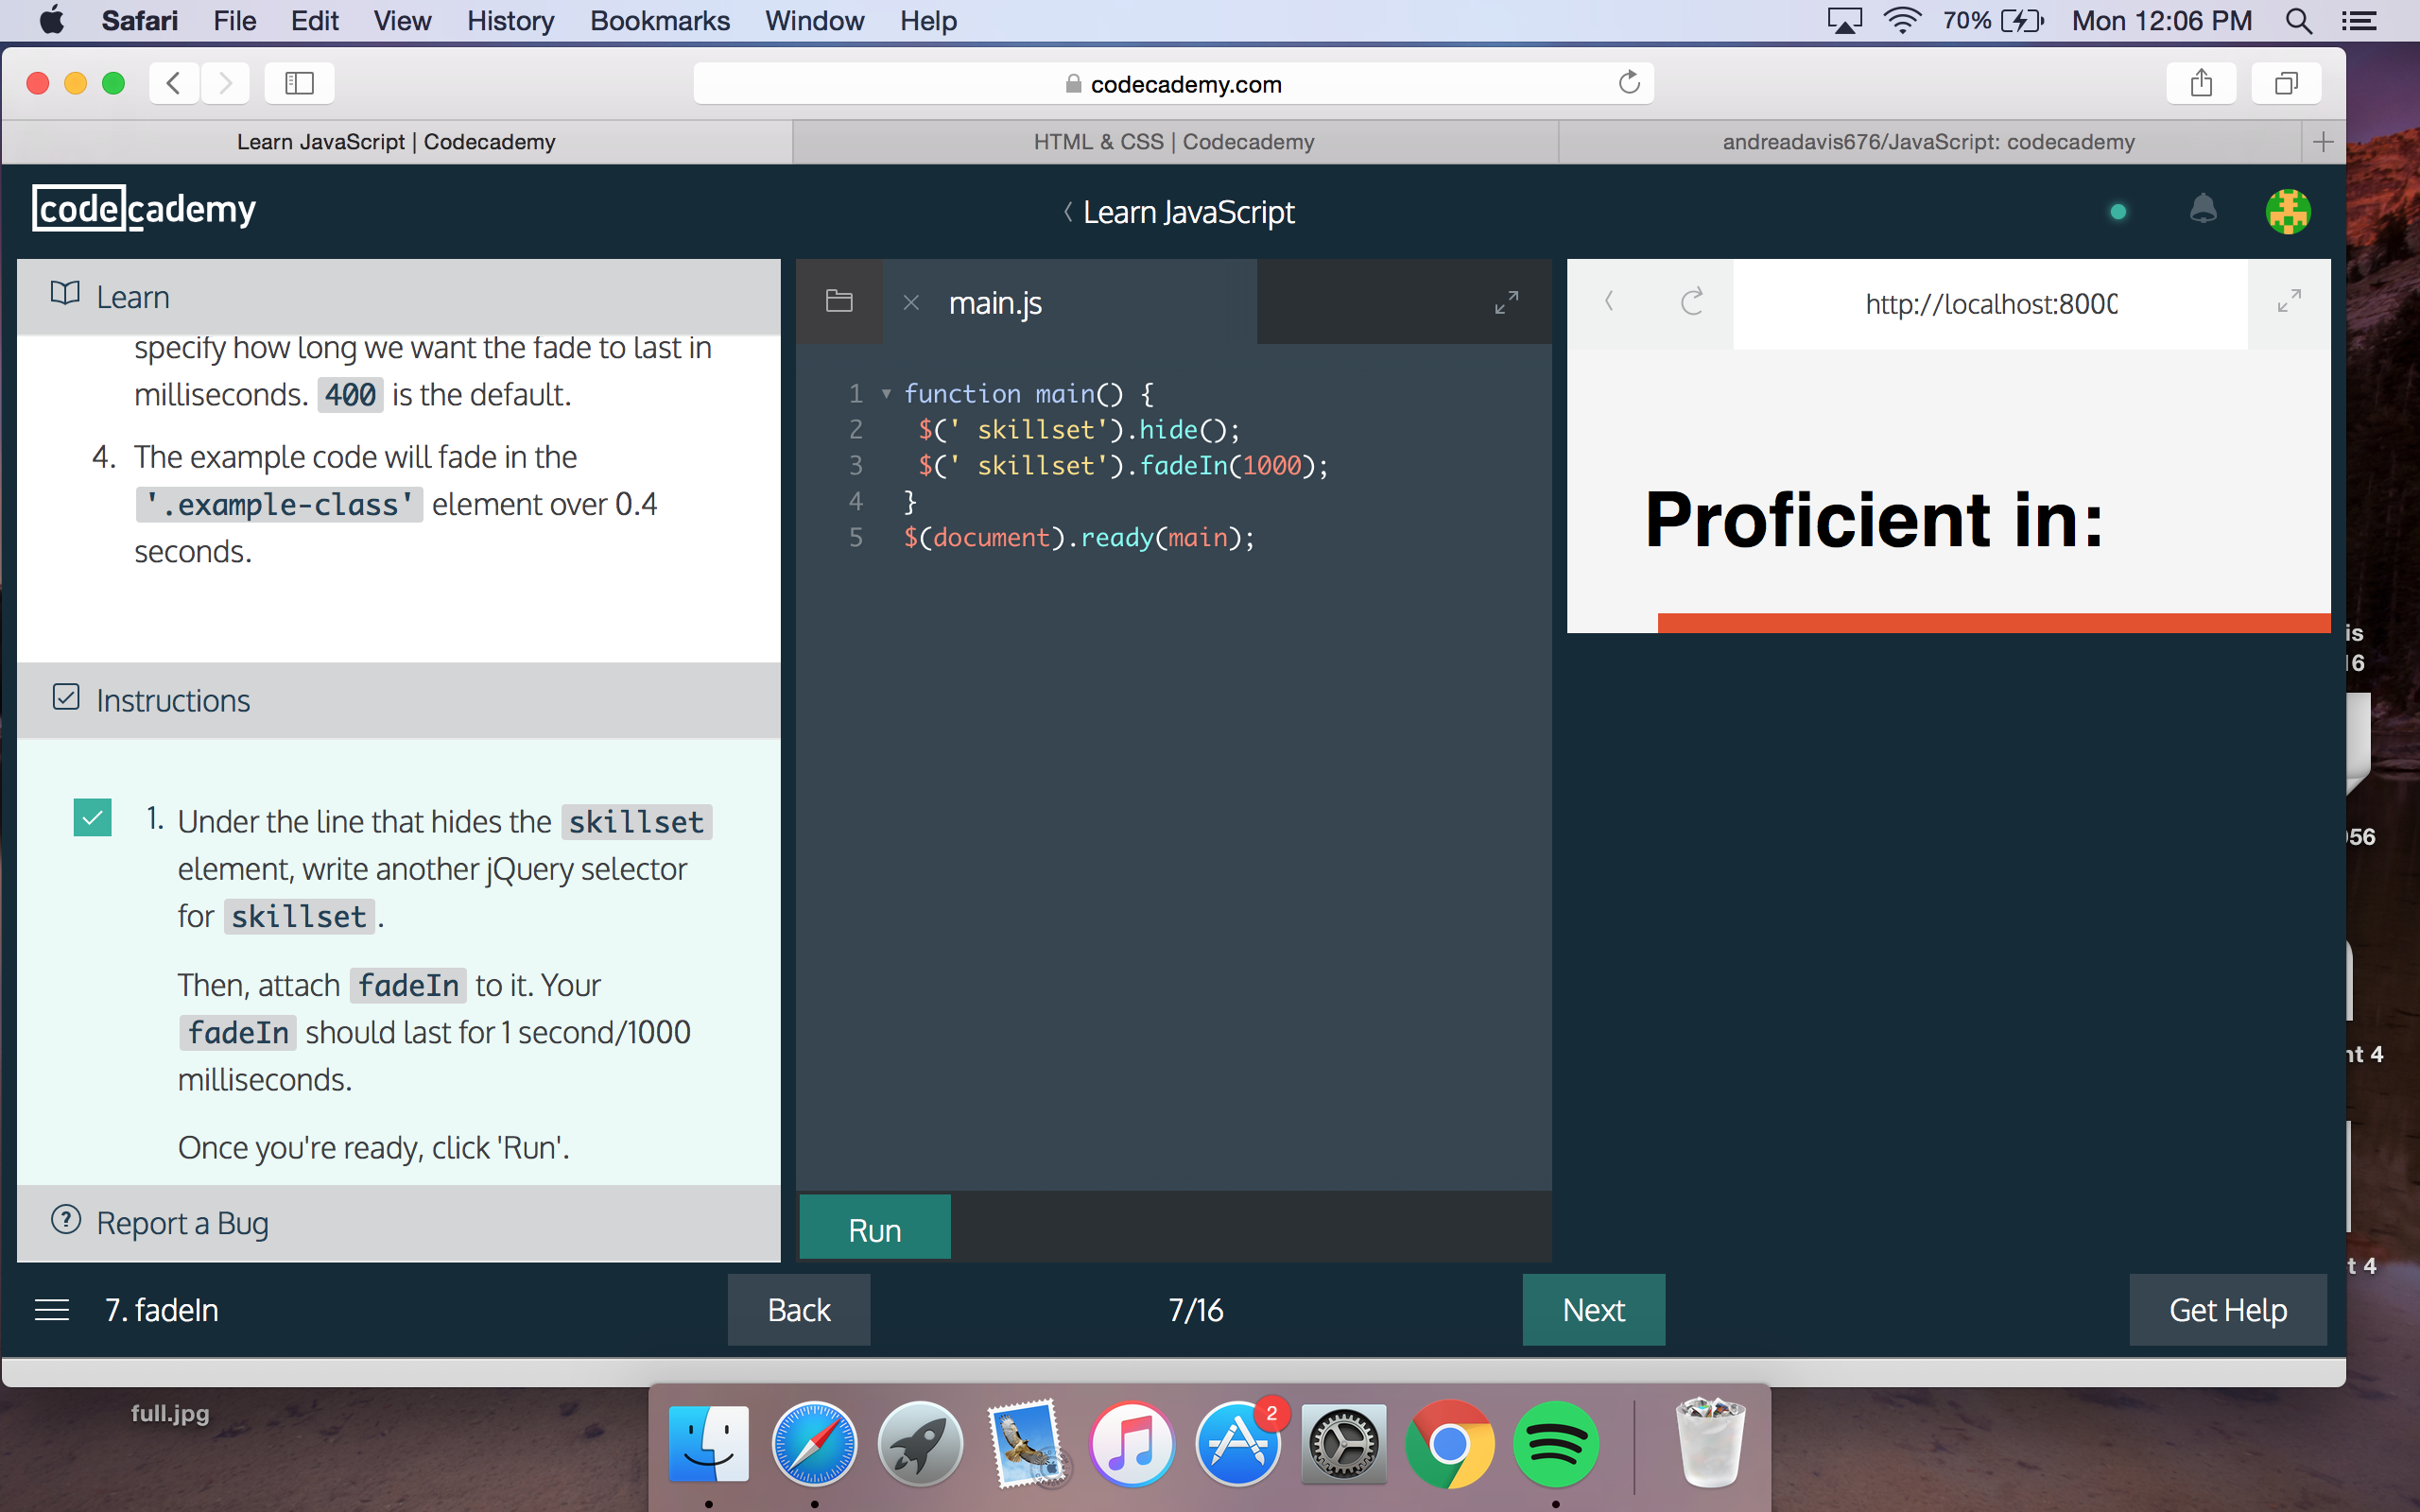 Safari File Edit View History Bookmarks Window Help 70% Mon 12:06 PM
codecademy.com
Learn JavaScript | Codecademy HTML & CSS | Codecademy andreadavis676/JavaScript: codecademy
codecademy
Learn JavaScript
Learn
specify how long we want the fade to last in
milliseconds. 400 is the default.
4. The example code will fade in the
'.example-class' element over 0.4
seconds.
Instructions
1. Under the line that hides the skillset
element, write another jQuery selector
for skillset.
Then, attach fadeIn to it. Your
fadeIn should last for 1 second/1000
milliseconds.
Once you're ready, click 'Run'.
Report a Bug
main.js
1 function main() {
2 $(' skillset').hide();
3 $(' skillset').fadeIn(1000);
4 }
5 $(document).ready(main);
Run
http://localhost:8000
Proficient in:
7. fadeIn
Back
7/16
Next
Get Help
is
16
956
nt 4
t 4
full.jpg
2